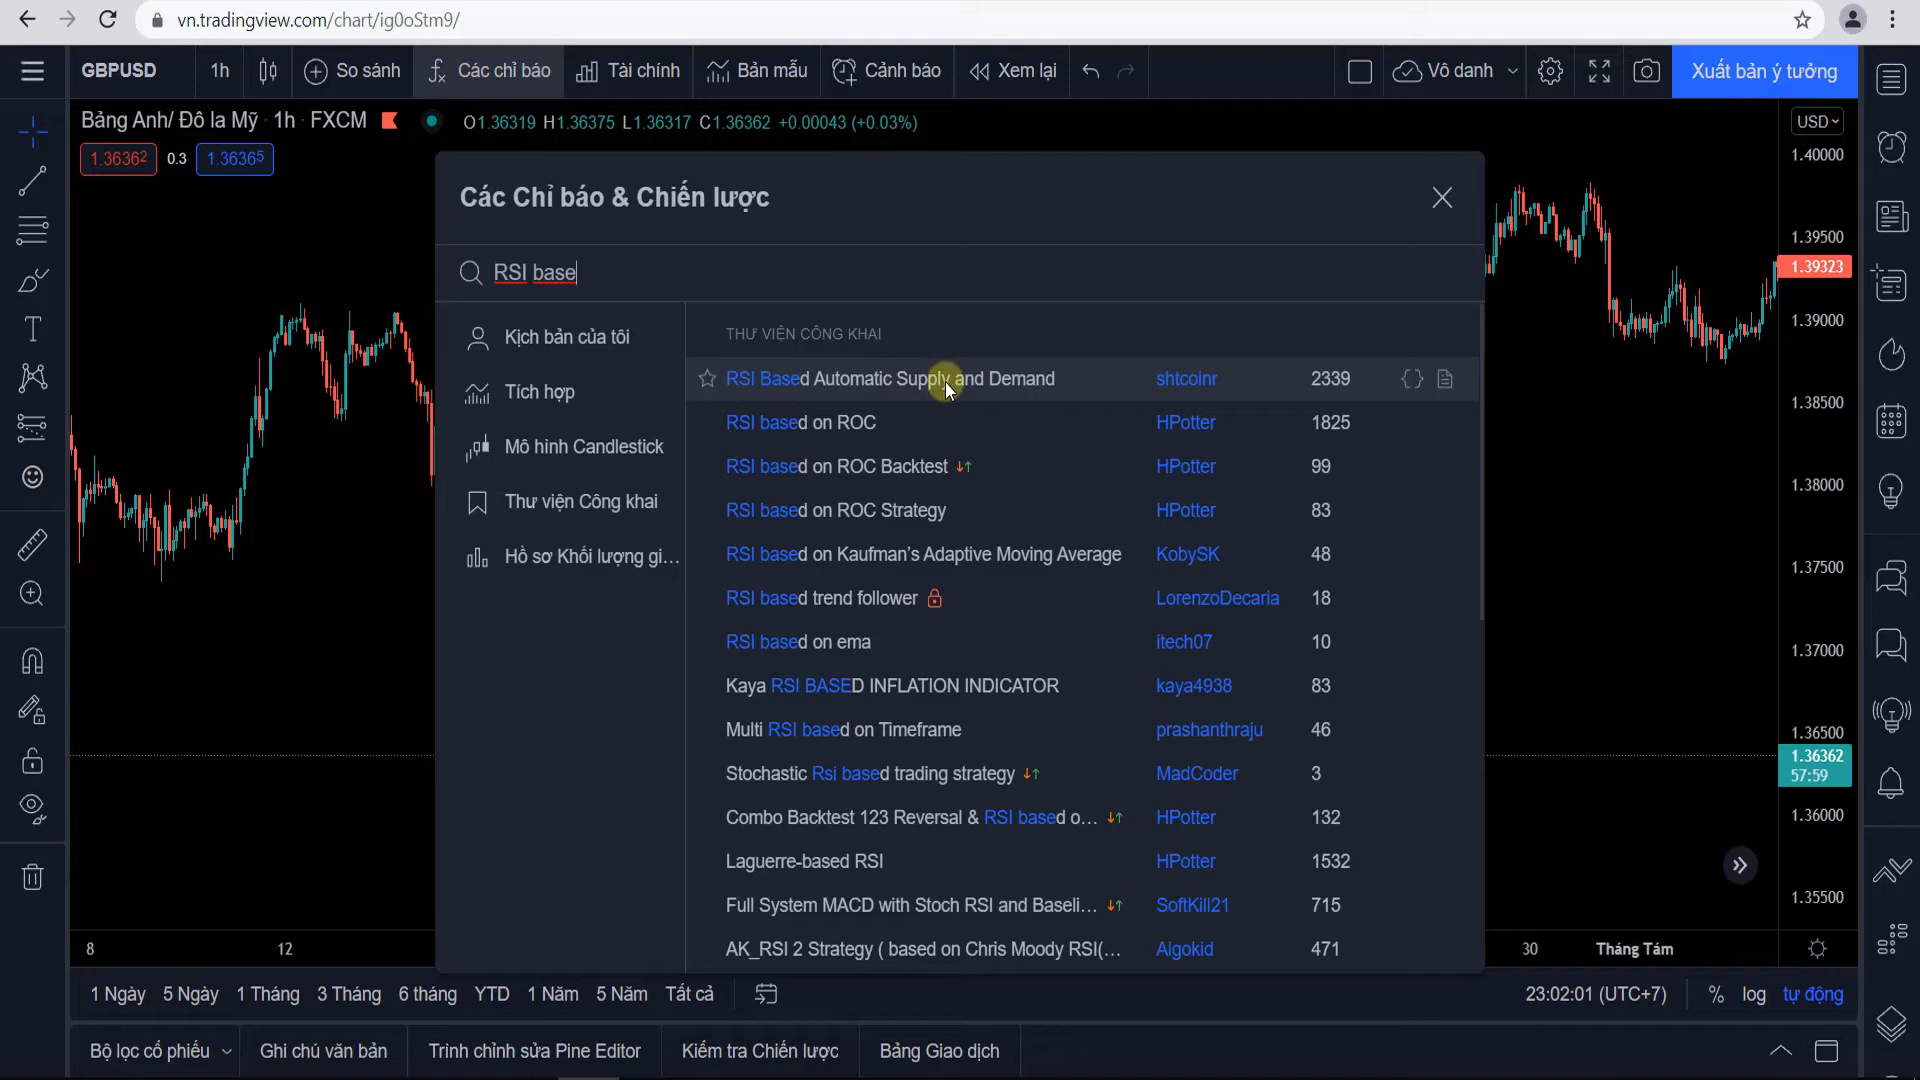 vn.tradingview.com/chart/ig0oStm9/
GBPUSD 1h So sánh Các chỉ báo Tài chính Bản mẫu Cảnh báo Xem lại Vô danh Xuất bản ý tưởng
Bảng Anh/ Đô la Mỹ · 1h · FXCM O1.36319 H1.36375 L1.36317 C1.36362 +0.00043 (+0.03%)
USD
1.36362 0.3 1.36365
1.40000
1.39500
1.39323
1.39000
1.38500
1.38000
1.37500
1.37000
1.36500
1.36362
57:59
1.36000
1.35500
Các Chỉ báo & Chiến lược
RSI base
Kịch bản của tôi
Tích hợp
Mô hình Candlestick
Thư viện Công khai
Hồ sơ Khối lượng gi...
THƯ VIỆN CÔNG KHAI
RSI Based Automatic Supply and Demand shtcoinr 2339
RSI based on ROC HPotter 1825
RSI based on ROC Backtest HPotter 99
RSI based on ROC Strategy HPotter 83
RSI based on Kaufman's Adaptive Moving Average KobySK 48
RSI based trend follower LorenzoDecaria 18
RSI based on ema itech07 10
Kaya RSI BASED INFLATION INDICATOR kaya4938 83
Multi RSI based on Timeframe prashanthraju 46
Stochastic Rsi based trading strategy MadCoder 3
Combo Backtest 123 Reversal & RSI based o... HPotter 132
Laguerre-based RSI HPotter 1532
Full System MACD with Stoch RSI and Baseli... SoftKill21 715
AK_RSI 2 Strategy ( based on Chris Moody RSI(... Algokid 471
8 12 30 Tháng Tám
1 Ngày 5 Ngày 1 Tháng 3 Tháng 6 tháng YTD 1 Năm 5 Năm Tất cả 23:02:01 (UTC+7) % log tự động
Bộ lọc cổ phiếu Ghi chú văn bản Trình chỉnh sửa Pine Editor Kiểm tra Chiến lược Bảng Giao dịch